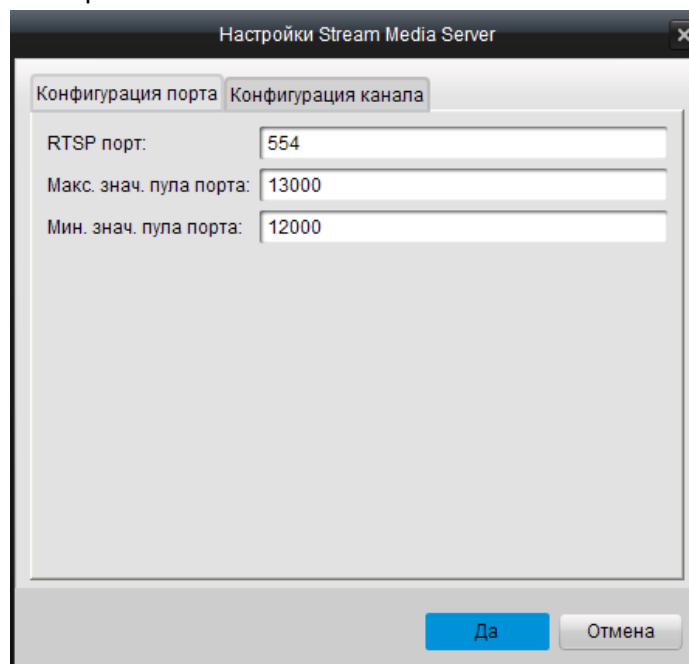 Настройки Stream Media Server
Конфигурация порта Конфигурация канала
RTSP порт: 554
Макс. знач. пула порта: 13000
Мин. знач. пула порта: 12000
Да Отмена